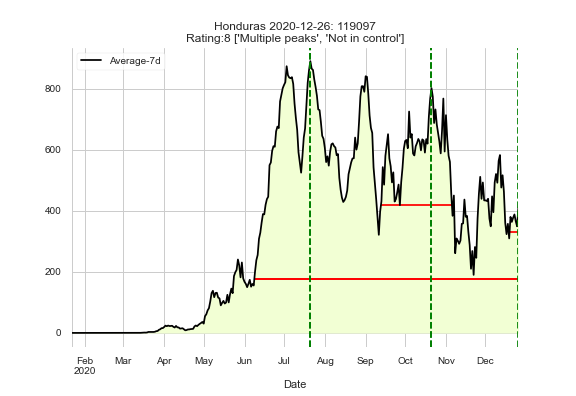 Honduras 2020-12-26: 119097
Rating:8 ['Multiple peaks', 'Not in control']
Average-7d
800
600
400
200
0
Feb Mar Apr May Jun Jul Aug Sep Oct Nov Dec
2020
Date